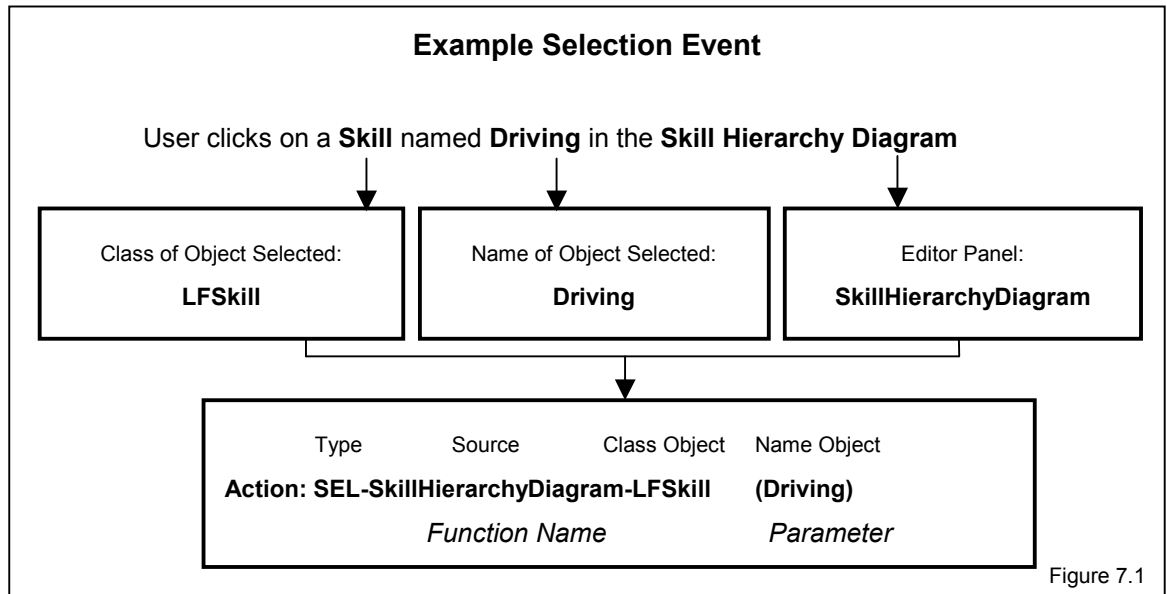 Example Selection Event
User clicks on a Skill named Driving in the Skill Hierarchy Diagram
Class of Object Selected:
LFSkill
Name of Object Selected:
Driving
Editor Panel:
SkillHierarchyDiagram
Type Source Class Object Name Object
Action: SEL-SkillHierarchyDiagram-LFSkill (Driving)
Function Name Parameter
Figure 7.1